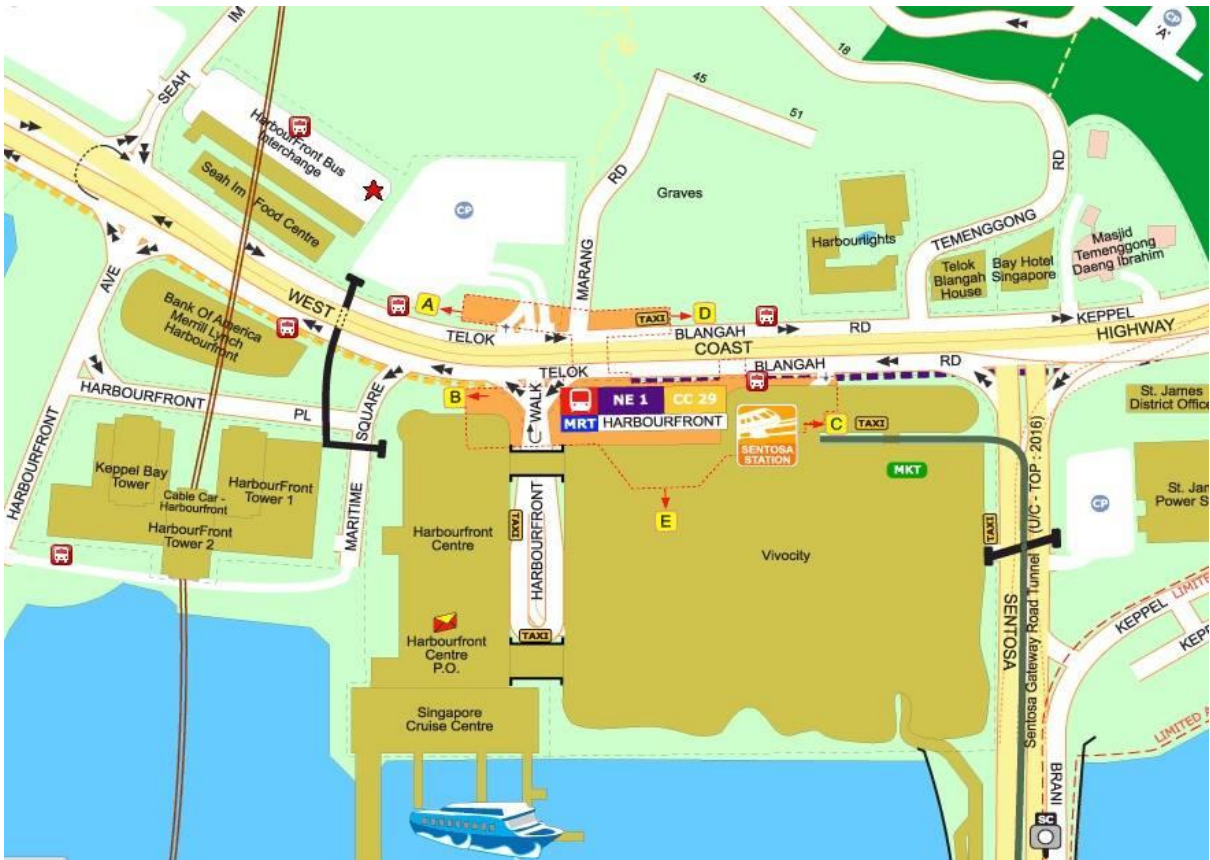 IM
SEAH
HarbourFront Bus
Interchange
Seah Im Food Centre
CP
'A'
18
45
51
RD
Graves
MARANG
Harbourlights
RD
TEMENGGONG
Telok
Blangah
House
Bay Hotel
Singapore
Masjid
Temenggong
Daeng Ibrahim
CP
AVE
WEST
Bank Of America
Merrill Lynch
Harbourfront
A
D
TAXI
TELOK
BLANGAH
RD
KEPPEL
COAST
HIGHWAY
TELOK
BLANGAH
RD
HARBOURFRONT
PL
SQUARE
B
WALK
NE 1
CC 29
MRT
HARBOURFRONT
SENTOSA
STATION
C
TAXI
MKT
St. James
District Office
Keppel Bay
Tower
HarbourFront
Tower 1
Cable Car -
Harbourfront
HarbourFront
Tower 2
HARBOURFRONT
MARITIME
Harbourfront
Centre
TAXI
HARBOURFRONT
E
Vivocity
TAXI
SENTOSA
Sentosa Gateway Road Tunnel (U/C - TOP : 2016)
CP
St. Jam
Power S
Harbourfront
Centre
P.O.
TAXI
Singapore
Cruise Centre
KEPPEL
LIMITED
KEPP
LIMITED A
BRANI
SC